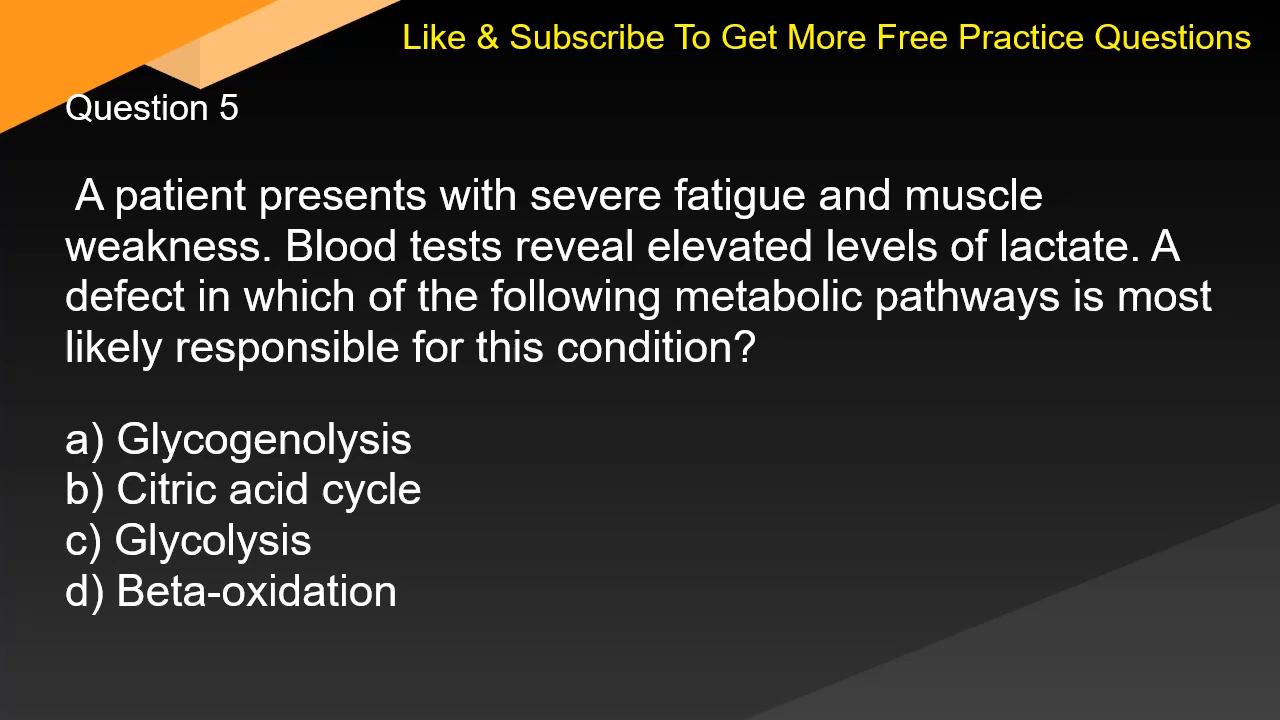 Like & Subscribe To Get More Free Practice Questions
Question 5
A patient presents with severe fatigue and muscle
weakness. Blood tests reveal elevated levels of lactate. A
defect in which of the following metabolic pathways is most
likely responsible for this condition?
a) Glycogenolysis
b) Citric acid cycle
c) Glycolysis
d) Beta-oxidation